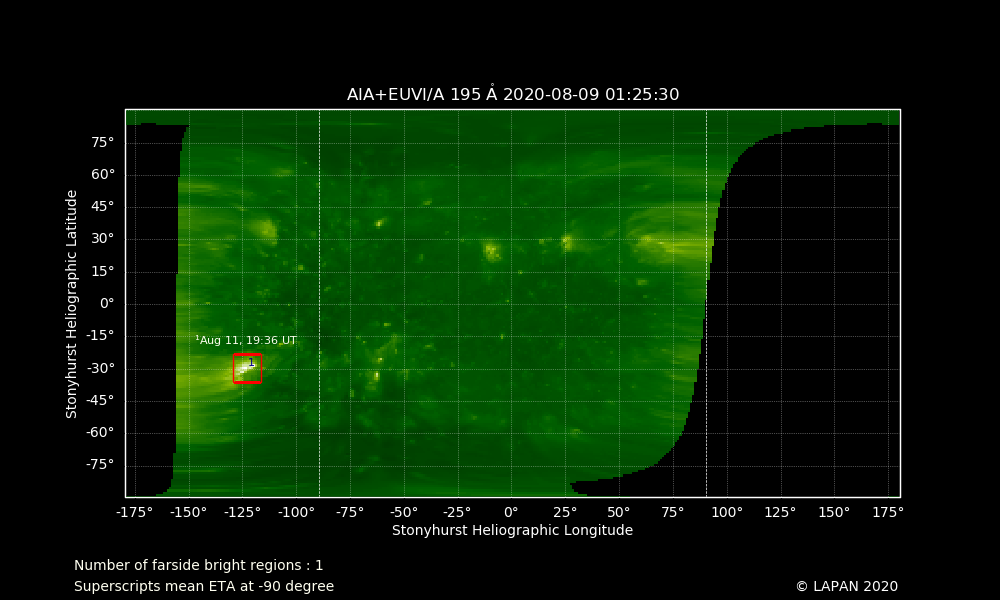 AIA+EUVI/A 195 Å 2020-08-09 01:25:30
Stonyhurst Heliographic Latitude
75°
60°
45°
30°
15°
0°
-15°
-30°
-45°
-60°
-75°
¹Aug 11, 19:36 UT
1
-175° -150° -125° -100° -75° -50° -25° 0° 25° 50° 75° 100° 125° 150° 175°
Stonyhurst Heliographic Longitude
Number of farside bright regions : 1
Superscripts mean ETA at -90 degree
© LAPAN 2020